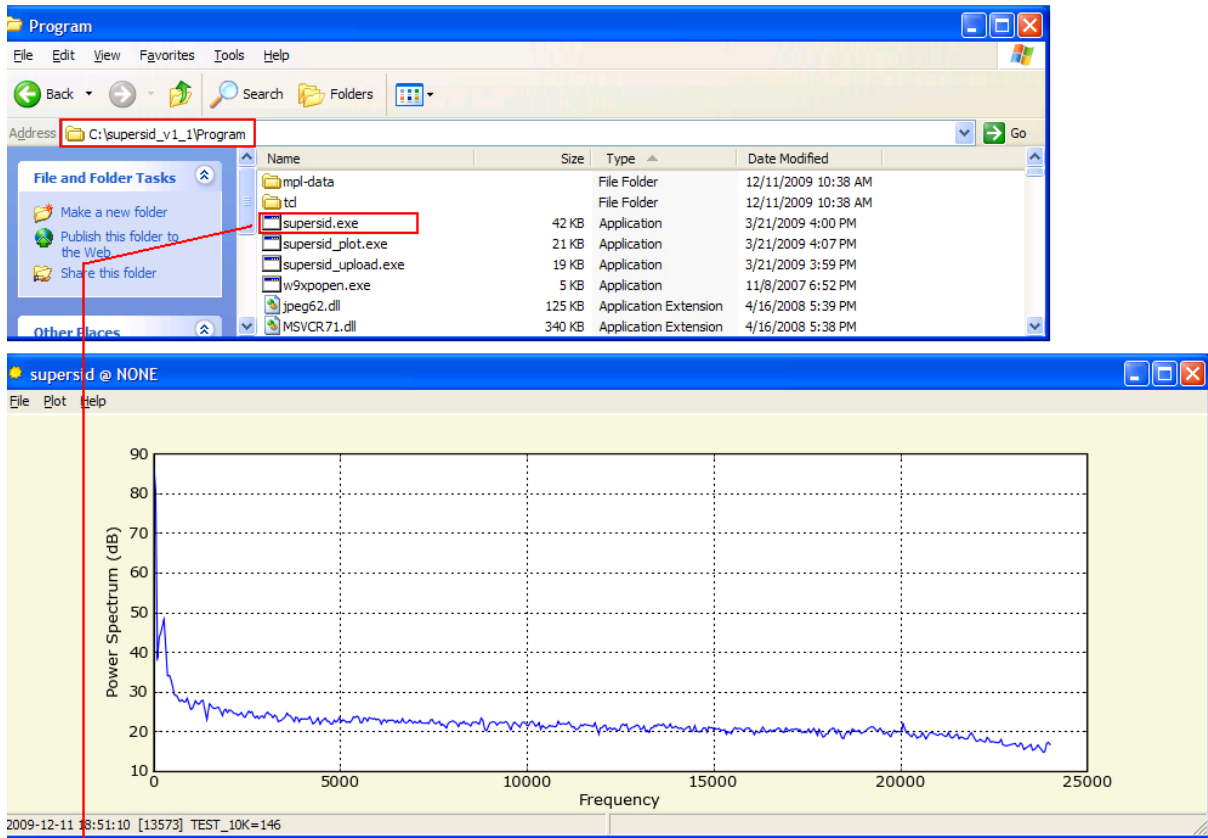 Program
File Edit View Favorites Tools Help
Back Search Folders
Address C:\supersid_v1_1\Program Go
File and Folder Tasks
Make a new folder
Publish this folder to
the Web
Share this folder
Other Places
Name Size Type Date Modified
mpl-data File Folder 12/11/2009 10:38 AM
tcl File Folder 12/11/2009 10:38 AM
supersid.exe 42 KB Application 3/21/2009 4:00 PM
supersid_plot.exe 21 KB Application 3/21/2009 4:07 PM
supersid_upload.exe 19 KB Application 3/21/2009 3:59 PM
w9xpopen.exe 5 KB Application 11/8/2007 6:52 PM
jpeg62.dll 125 KB Application Extension 4/16/2008 5:39 PM
MSVCR71.dll 340 KB Application Extension 4/16/2008 5:38 PM
supersid @ NONE
File Plot Help
Power Spectrum (dB)
90
80
70
60
50
40
30
20
10
0 5000 10000 15000 20000 25000
Frequency
2009-12-11 18:51:10 [13573] TEST_10K=146